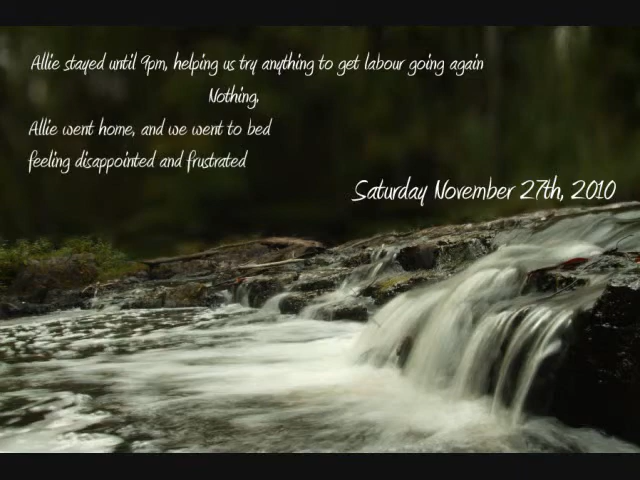 Allie stayed until 9pm, helping us try anything to get labour going again
Nothing.
Allie went home, and we went to bed
feeling disappointed and frustrated
Saturday November 27th, 2010